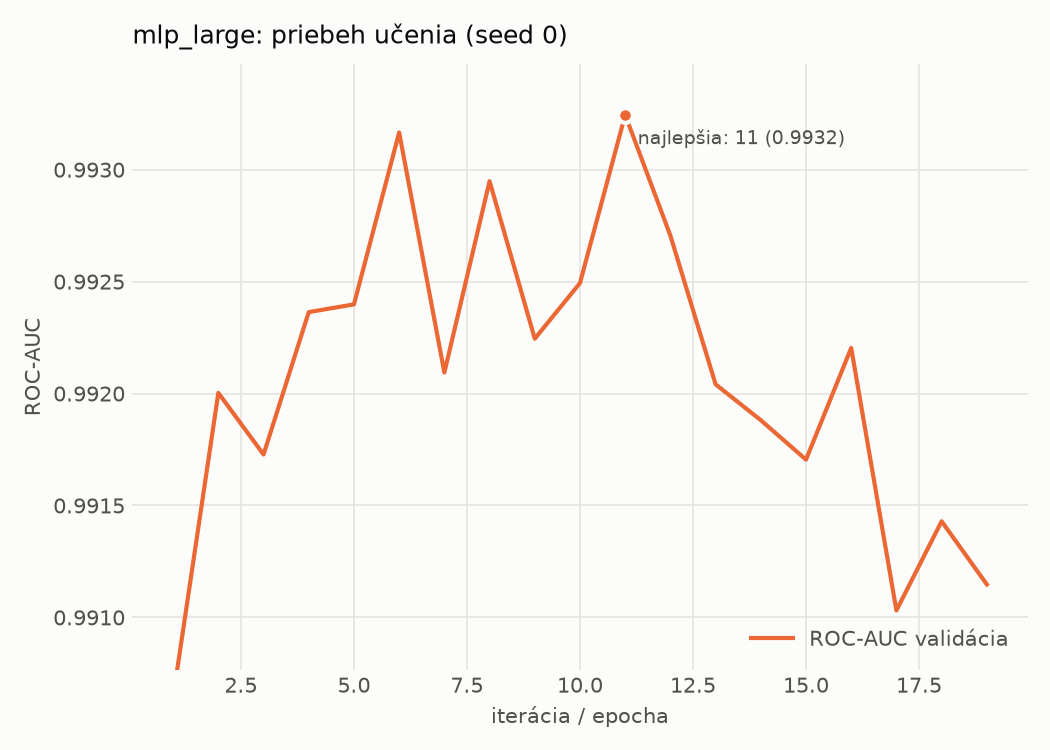 mlp_large: priebeh učenia (seed 0)
najlepšia: 11 (0.9932)
0.9930
0.9925
0.9920
0.9915
0.9910
ROC-AUC
ROC-AUC validácia
2.5 5.0 7.5 10.0 12.5 15.0 17.5
iterácia / epocha